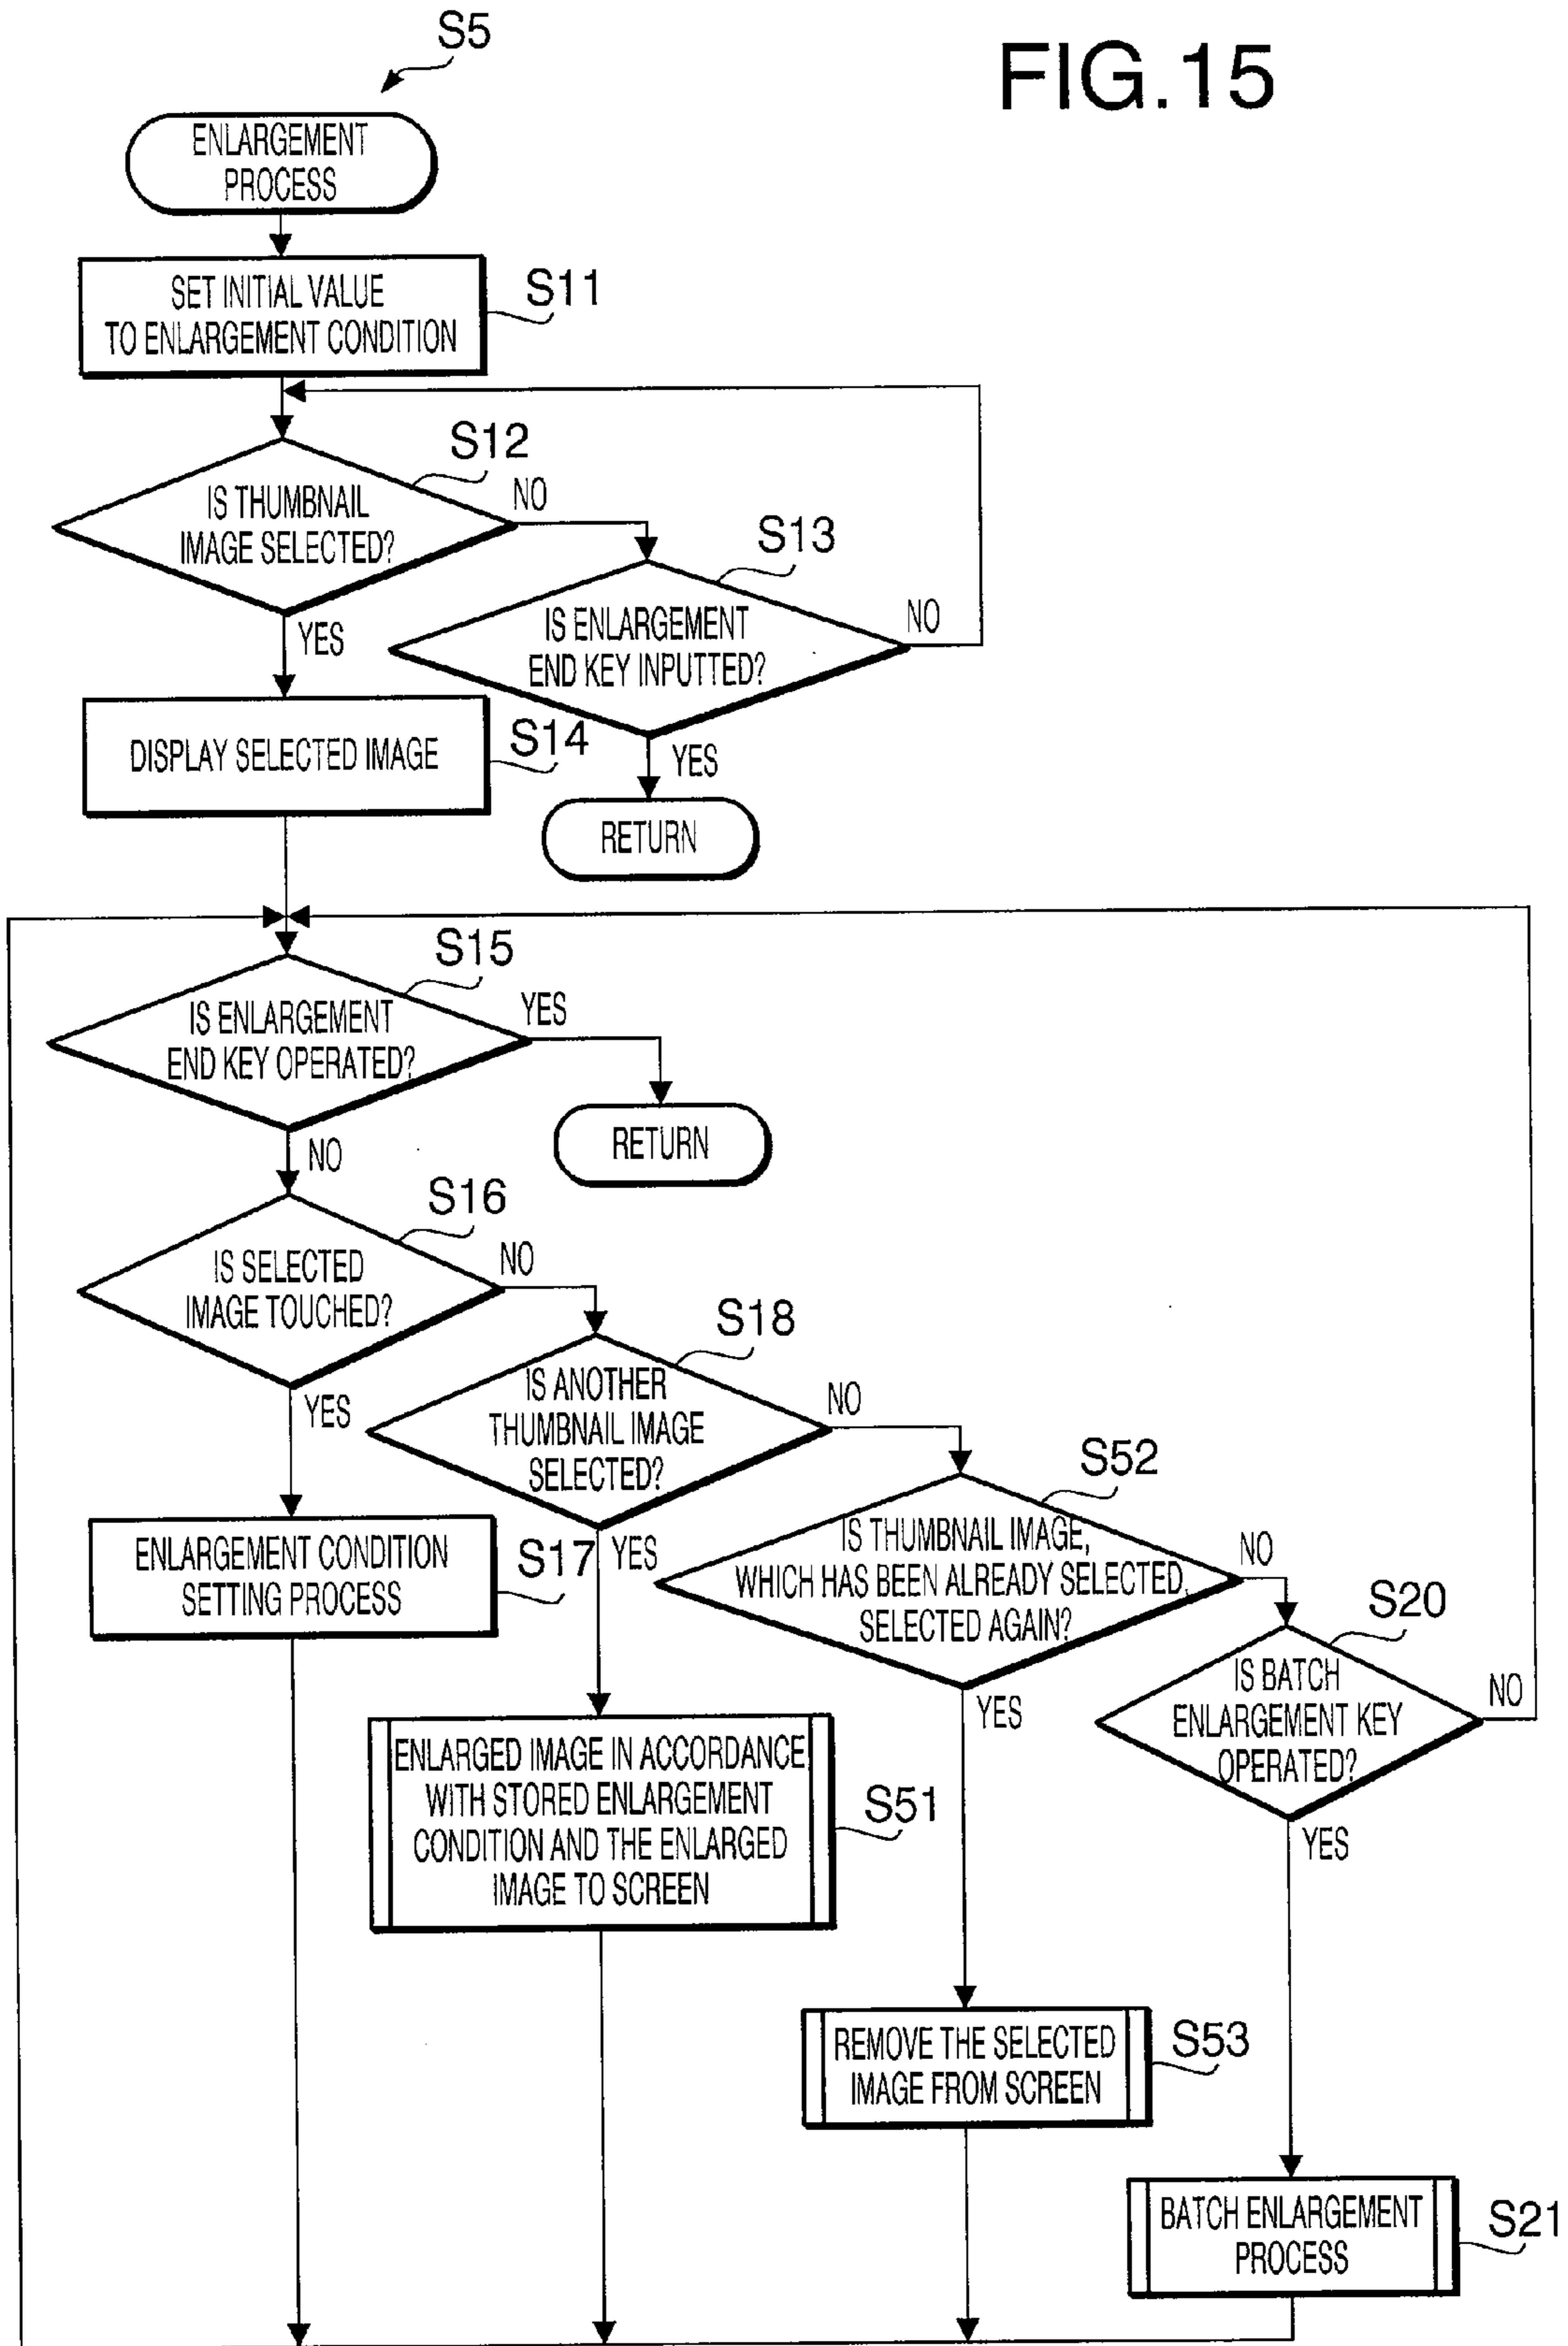 S5
FIG.15
ENLARGEMENT
PROCESS
SET INITIAL VALUE
TO ENLARGEMENT CONDITION
S11
S12
IS THUMBNAIL
IMAGE SELECTED?
NO
YES
S13
IS ENLARGEMENT
END KEY INPUTTED?
NO
YES
RETURN
DISPLAY SELECTED IMAGE
S14
S15
IS ENLARGEMENT
END KEY OPERATED?
YES
RETURN
NO
S16
IS SELECTED
IMAGE TOUCHED?
NO
YES
ENLARGEMENT CONDITION
SETTING PROCESS
S17
S18
IS ANOTHER
THUMBNAIL IMAGE
SELECTED?
NO
YES
ENLARGED IMAGE IN ACCORDANCE
WITH STORED ENLARGEMENT
CONDITION AND THE ENLARGED
IMAGE TO SCREEN
S51
S52
IS THUMBNAIL IMAGE,
WHICH HAS BEEN ALREADY SELECTED,
SELECTED AGAIN?
NO
YES
REMOVE THE SELECTED
IMAGE FROM SCREEN
S53
S20
IS BATCH
ENLARGEMENT KEY
OPERATED?
NO
YES
BATCH ENLARGEMENT
PROCESS
S21